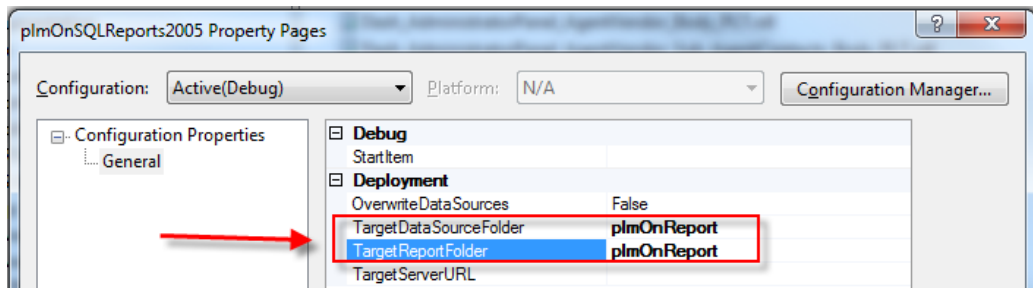 plmOnSQLReports2005 Property Pages
Configuration: Active(Debug) Platform: N/A Configuration Manager...
Configuration Properties
General
Debug
StartItem
Deployment
OverwriteDataSources False
TargetDataSourceFolder plmOnReport
TargetReportFolder plmOnReport
TargetServerURL